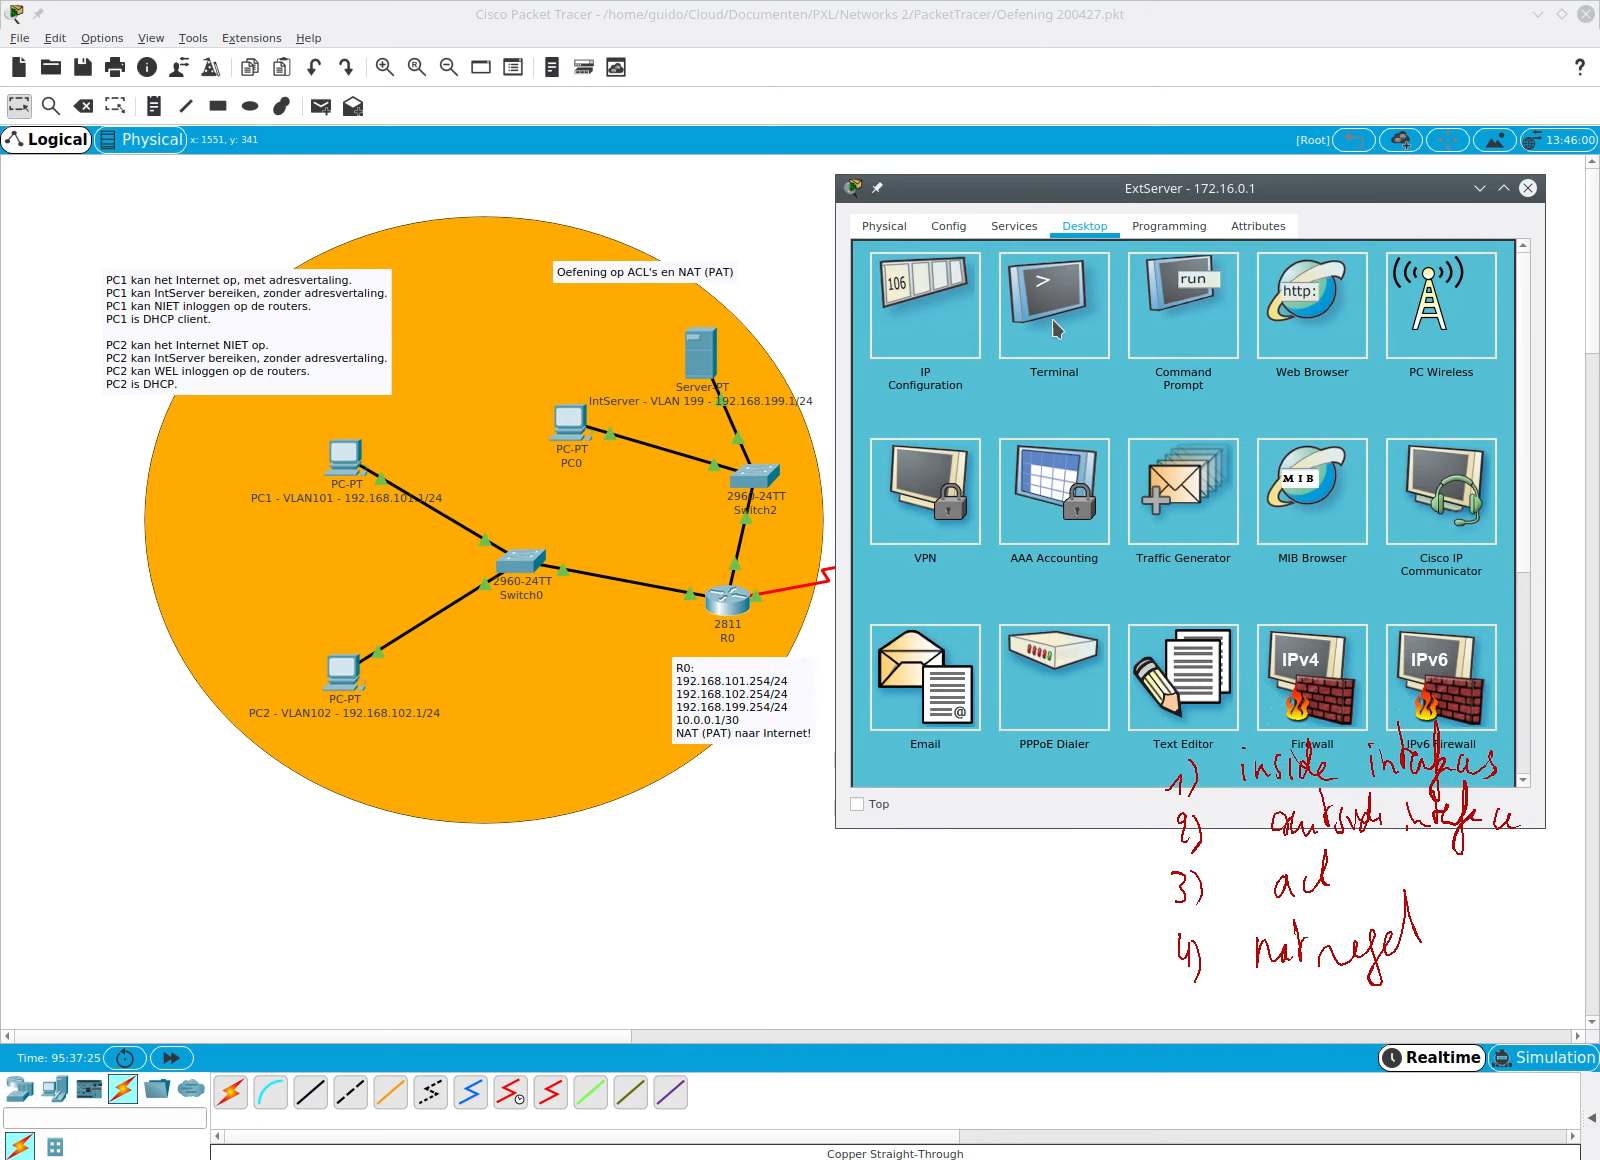 Cisco Packet Tracer - /home/guido/Cloud/Documenten/PXL/Networks 2/PacketTracer/Oefening 200427.pkt
File Edit Options View Tools Extensions Help
Logical Physical x: 1551, y: 341 [Root] 13:46:00
ExtServer - 172.16.0.1
Physical Config Services Desktop Programming Attributes
PC1 kan het Internet op, met adresvertaling.
PC1 kan IntServer bereiken, zonder adresvertaling.
PC1 kan NIET inloggen op de routers.
PC1 is DHCP client.
PC2 kan het Internet NIET op.
PC2 kan IntServer bereiken, zonder adresvertaling.
PC2 kan WEL inloggen op de routers.
PC2 is DHCP.
Oefening op ACL's en NAT (PAT)
Server-PT
IntServer - VLAN 199 - 192.168.199.1/24
PC-PT
PC0
PC-PT
PC1 - VLAN101 - 192.168.101.1/24
2960-24TT
Switch2
2960-24TT
Switch0
2811
R0
PC-PT
PC2 - VLAN102 - 192.168.102.1/24
R0:
192.168.101.254/24
192.168.102.254/24
192.168.199.254/24
10.0.0.1/30
NAT (PAT) naar Internet!
106
>
run
http:
IP
Configuration
Terminal
Command
Prompt
Web Browser
PC Wireless
MIB
VPN
AAA Accounting
Traffic Generator
MIB Browser
Cisco IP
Communicator
@
IPv4
IPv6
Email
PPPoE Dialer
Text Editor
Firewall
IPv6 Firewall
Top
1) inside interfaces
2) outside interface
3) acl
4) nat regel
Time: 95:37:25
Realtime Simulation
Copper Straight-Through